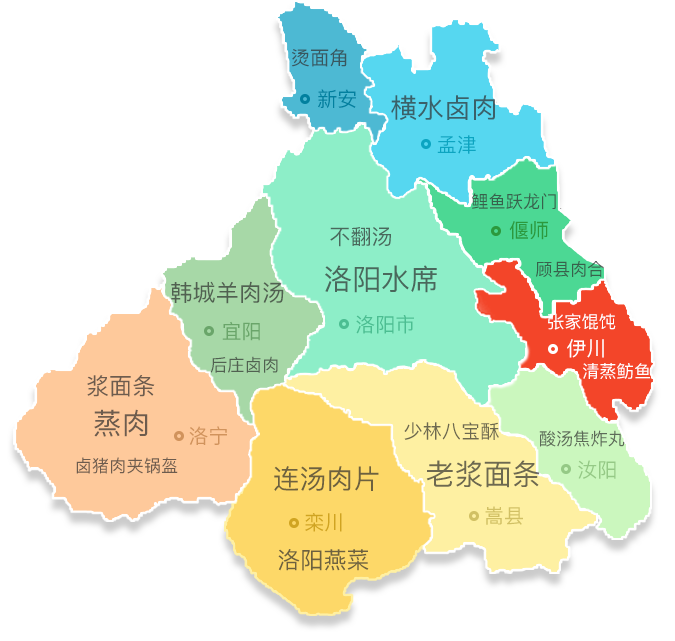 烫面角
新安
横水卤肉
孟津
鲤鱼跃龙门
偃师
顾县肉合
不翻汤
洛阳水席
洛阳市
韩城羊肉汤
宜阳
后庄卤肉
张家馄饨
伊川
清蒸鲂鱼
浆面条
蒸肉
洛宁
卤猪肉夹锅盔
少林八宝酥
老浆面条
嵩县
酸汤焦炸丸
汝阳
连汤肉片
栾川
洛阳燕菜